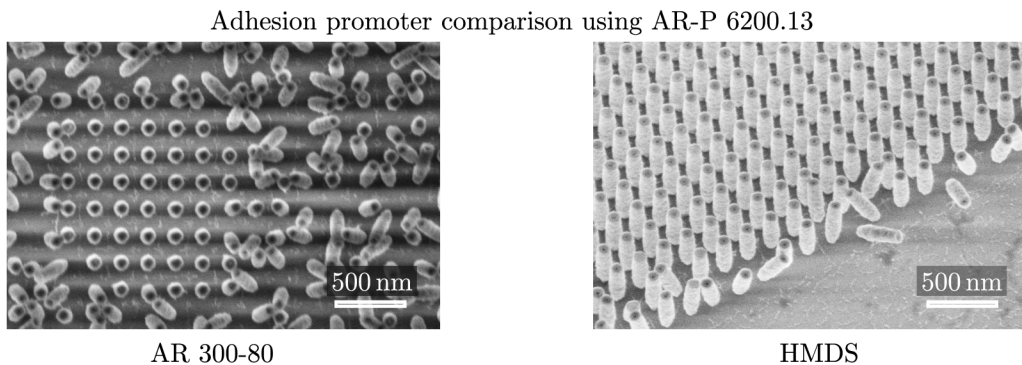 Adhesion promoter comparison using AR-P 6200.13
500 nm
500 nm
AR 300-80
HMDS